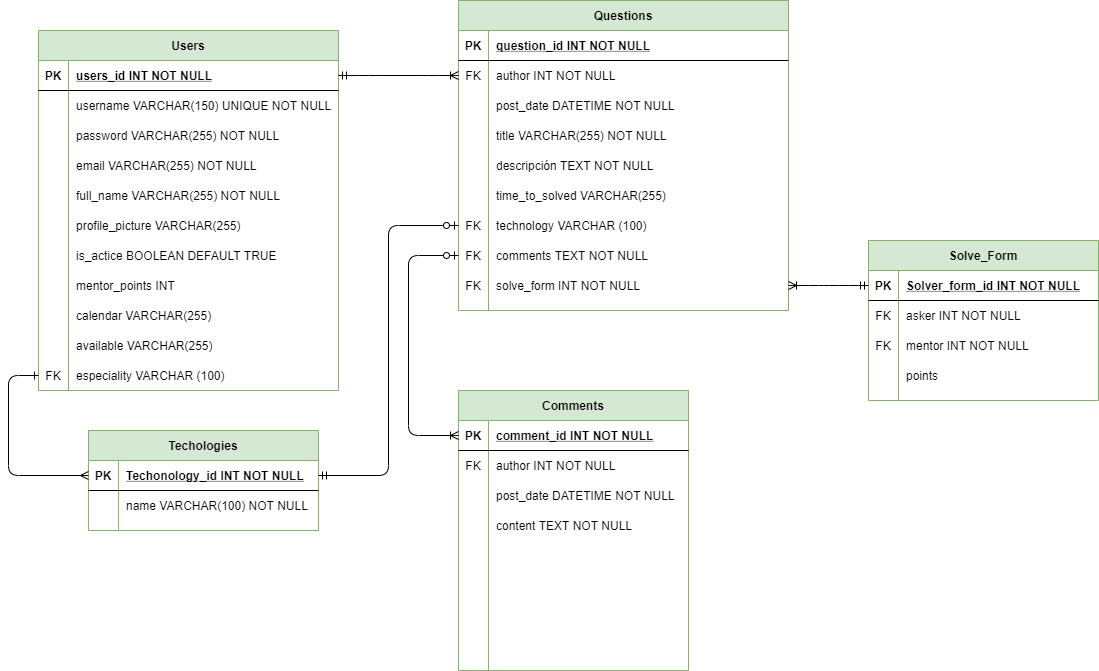 Users
PK users_id INT NOT NULL
username VARCHAR(150) UNIQUE NOT NULL
password VARCHAR(255) NOT NULL
email VARCHAR(255) NOT NULL
full_name VARCHAR(255) NOT NULL
profile_picture VARCHAR(255)
is_actice BOOLEAN DEFAULT TRUE
mentor_points INT
calendar VARCHAR(255)
available VARCHAR(255)
FK especiality VARCHAR (100)
Questions
PK question_id INT NOT NULL
FK author INT NOT NULL
post_date DATETIME NOT NULL
title VARCHAR(255) NOT NULL
descripción TEXT NOT NULL
time_to_solved VARCHAR(255)
FK technology VARCHAR (100)
FK comments TEXT NOT NULL
FK solve_form INT NOT NULL
Solve_Form
PK Solver_form_id INT NOT NULL
FK asker INT NOT NULL
FK mentor INT NOT NULL
points
Techologies
PK Techonology_id INT NOT NULL
name VARCHAR(100) NOT NULL
Comments
PK comment_id INT NOT NULL
FK author INT NOT NULL
post_date DATETIME NOT NULL
content TEXT NOT NULL